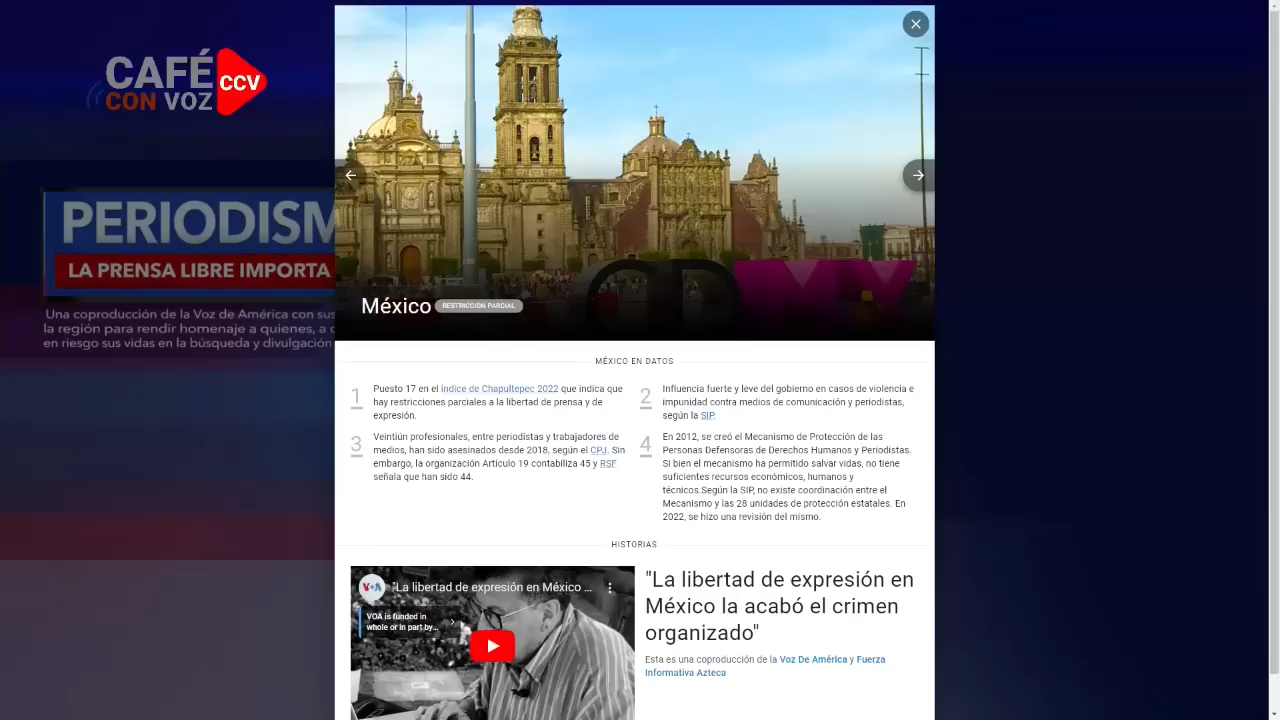 CAFÉ
CON VOZ
CCV
PERIODISM
LA PRENSA LIBRE IMPORTA
Una coproducción de la Voz de América con sus
la región para rendir homenaje a quienes, a d
en riesgo sus vidas en la búsqueda y divulgación
CDMX
México RESTRICCION PARCIAL
MÉXICO EN DATOS
1
Puesto 17 en el índice de Chapultepec 2022 que indica que
hay restricciones parciales a la libertad de prensa y de
expresión.
2
Influencia fuerte y leve del gobierno en casos de violencia e
impunidad contra medios de comunicación y periodistas,
según la SIP.
3
Veintiún profesionales, entre periodistas y trabajadores de
medios, han sido asesinados desde 2018, según el CPJ. Sin
embargo, la organización Artículo 19 contabiliza 45 y RSF
señala que han sido 44.
4
En 2012, se creó el Mecanismo de Protección de las
Personas Defensoras de Derechos Humanos y Periodistas.
Si bien el mecanismo ha permitido salvar vidas, no tiene
suficientes recursos económicos, humanos y
técnicos.Según la SIP, no existe coordinación entre el
Mecanismo y las 28 unidades de protección estatales. En
2022, se hizo una revisión del mismo.
HISTORIAS
VOA
"La libertad de expresión en México ...
VOA is funded in
whole or in part by...
"La libertad de expresión en
México la acabó el crimen
organizado"
Esta es una coproducción de la Voz De América y Fuerza
Informativa Azteca